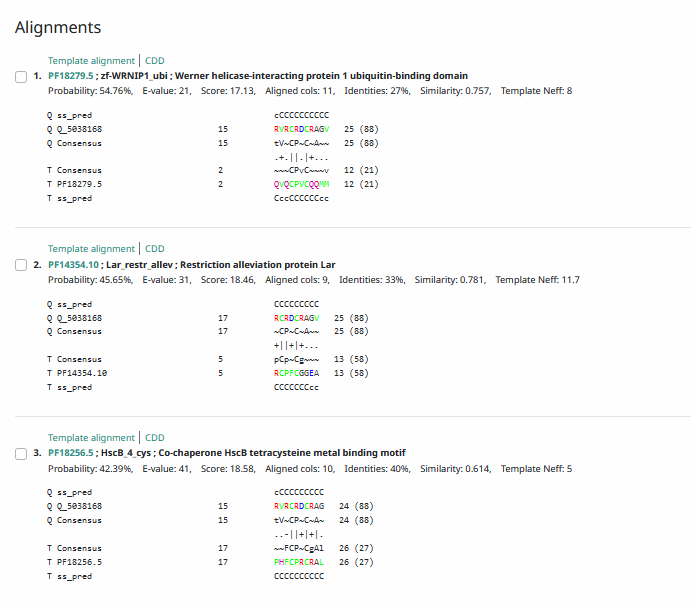 Alignments
Template alignment | CDD
1. PF18279.5 ; zf-WRNIP1_ubi ; Werner helicase-interacting protein 1 ubiquitin-binding domain
Probability: 54.76%, E-value: 21, Score: 17.13, Aligned cols: 11, Identities: 27%, Similarity: 0.757, Template Neff: 8
Q ss_pred cCCCCCCCCCC
Q Q_5038168 15 RVRCRDCRAGV 25 (88)
Q Consensus 15 tV~CP~C~A~~ 25 (88)
.+.||.|+...
T Consensus 2 ~~~CPvC~~~v 12 (21)
T PF18279.5 2 QVQCPVCQQMM 12 (21)
T ss_pred CccCCCCCCcc
Template alignment | CDD
2. PF14354.10 ; Lar_restr_allev ; Restriction alleviation protein Lar
Probability: 45.65%, E-value: 31, Score: 18.46, Aligned cols: 9, Identities: 33%, Similarity: 0.781, Template Neff: 11.7
Q ss_pred CCCCCCCCC
Q Q_5038168 17 RCRDCRAGV 25 (88)
Q Consensus 17 ~CP~C~A~~ 25 (88)
+||+|+...
T Consensus 5 pCp~Cg~~~ 13 (58)
T PF14354.10 5 RCPFCGGEA 13 (58)
T ss_pred CCCCCCCcc
Template alignment | CDD
3. PF18256.5 ; HscB_4_cys ; Co-chaperone HscB tetracysteine metal binding motif
Probability: 42.39%, E-value: 41, Score: 18.58, Aligned cols: 10, Identities: 40%, Similarity: 0.614, Template Neff: 5
Q ss_pred cCCCCCCCCC
Q Q_5038168 15 RVRCRDCRAG 24 (88)
Q Consensus 15 tV~CP~C~A~ 24 (88)
..-||+|+|.
T Consensus 17 ~~FCP~CgAl 26 (27)
T PF18256.5 17 PHFCPRCRAL 26 (27)
T ss_pred CCCCCCCCCC